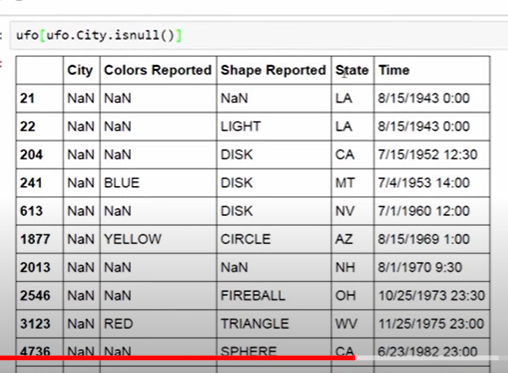 ufo[ufo.City.isnull()]
City Colors Reported Shape Reported State Time
21 NaN NaN NaN LA 8/15/1943 0:00
22 NaN NaN LIGHT LA 8/15/1943 0:00
204 NaN NaN DISK CA 7/15/1952 12:30
241 NaN BLUE DISK MT 7/4/1953 14:00
613 NaN NaN DISK NV 7/1/1960 12:00
1877 NaN YELLOW CIRCLE AZ 8/15/1969 1:00
2013 NaN NaN NaN NH 8/1/1970 9:30
2546 NaN NaN FIREBALL OH 10/25/1973 23:30
3123 NaN RED TRIANGLE WV 11/25/1975 23:00
4736 NaN NaN SPHERE CA 6/23/1982 23:00